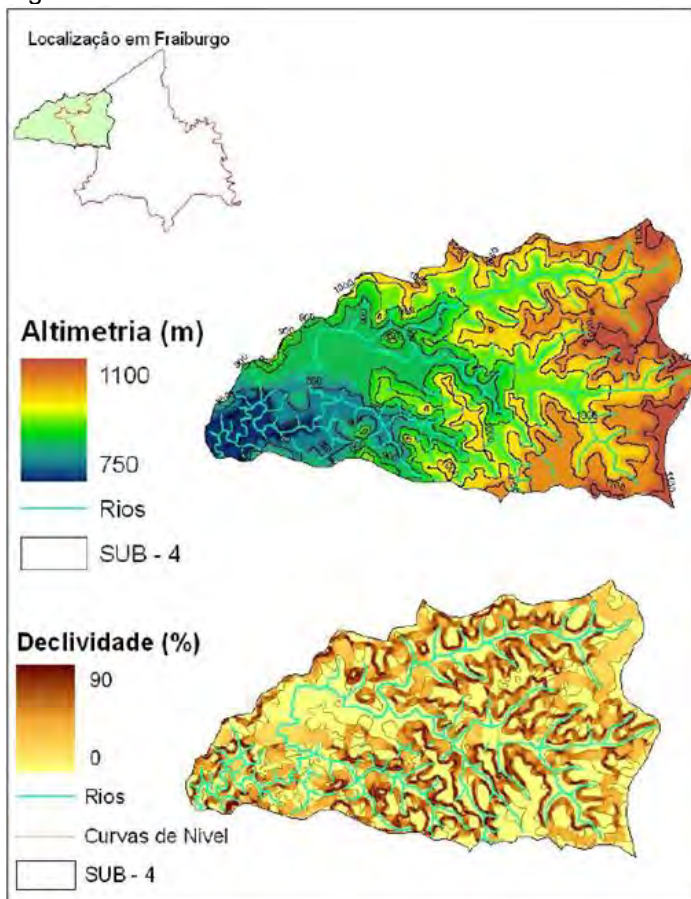 Localização em Fraiburgo
Altimetria (m)
1100
750
Rios
SUB - 4
Declividade (%)
90
0
Rios
Curvas de Nível
SUB - 4